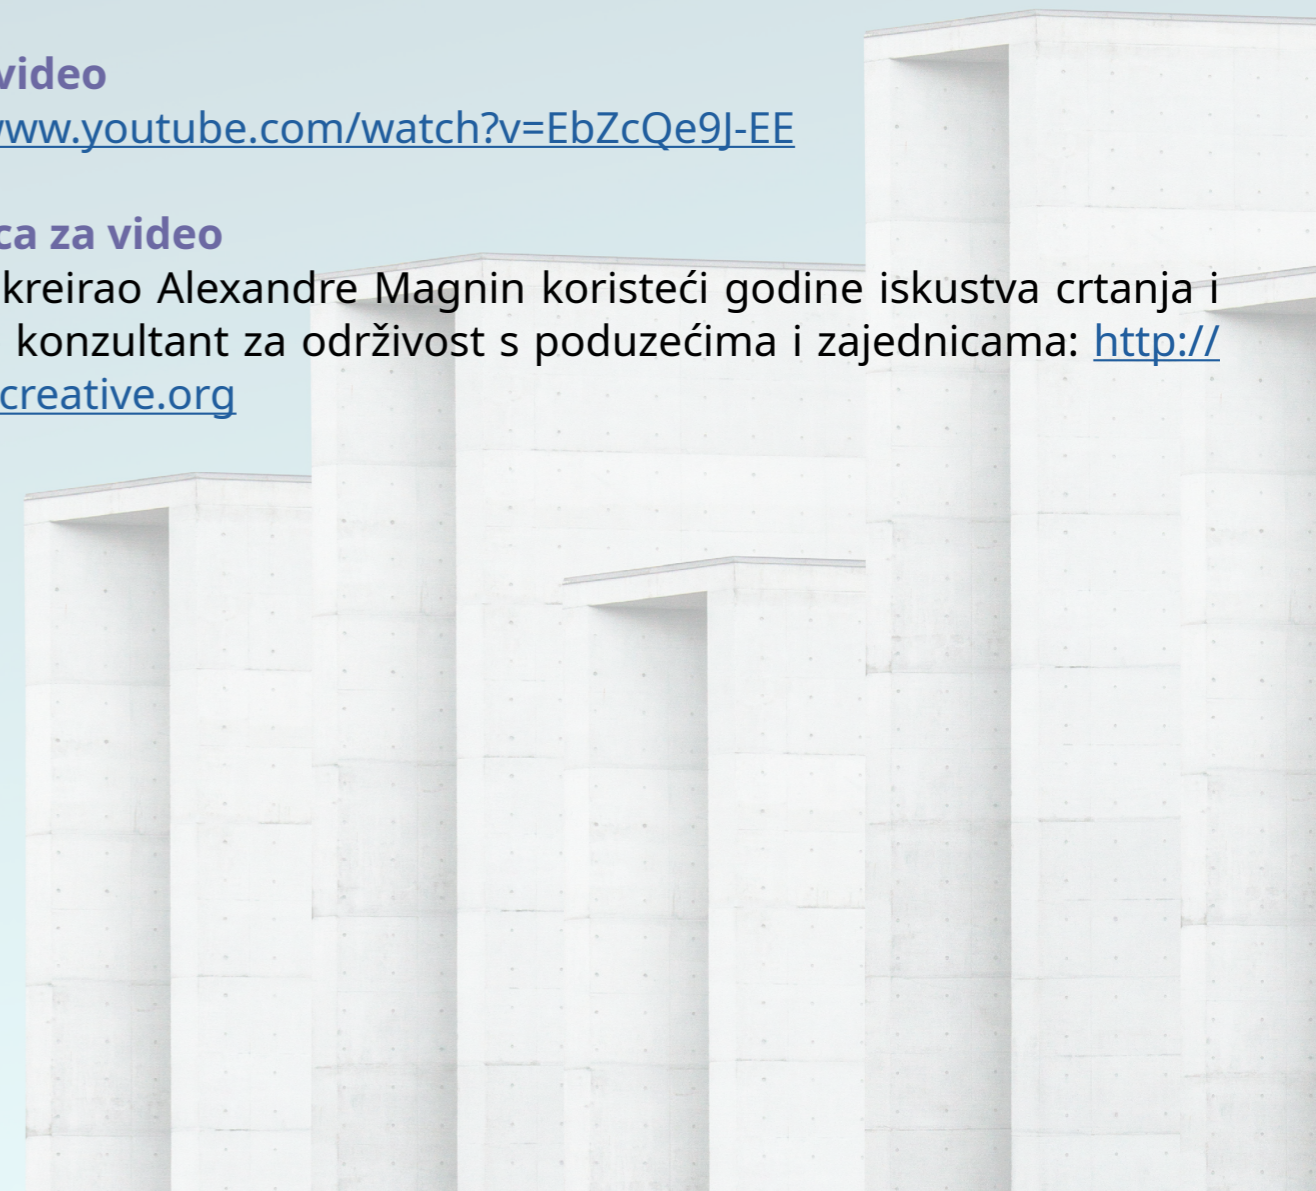 video
www.youtube.com/watch?v=EbZcQe9J-EE
ca za video
kreirao Alexandre Magnin koristeći godine iskustva crtanja i
konzultant za održivost s poduzećima i zajednicama: http://
creative.org